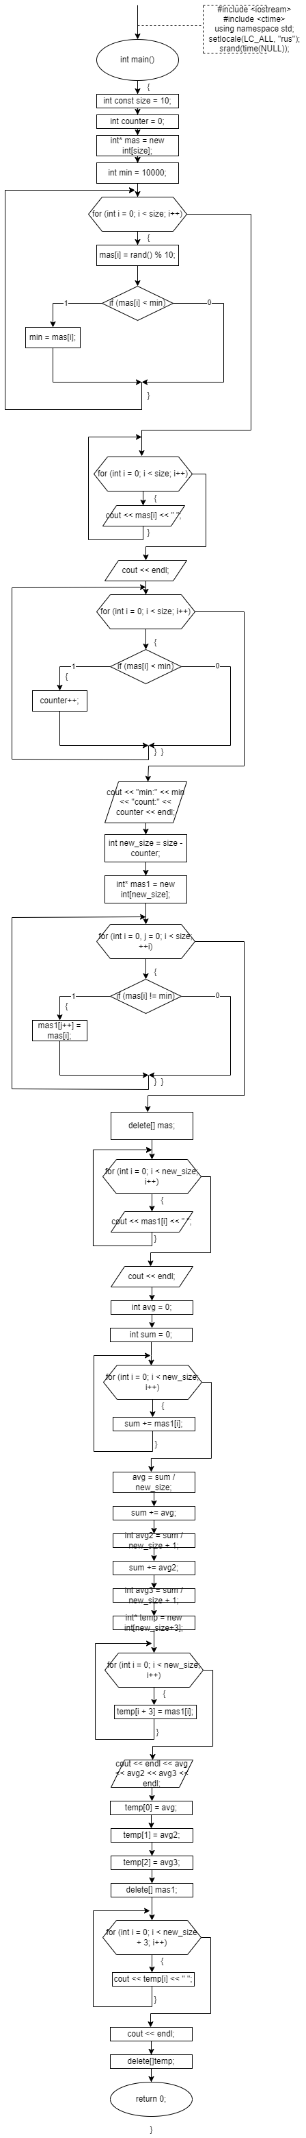 #include <iostream>
#include <ctime>
using namespace std;
setlocale(LC_ALL, "rus");
srand(time(NULL));
int main()
{
int const size = 10;
int counter = 0;
int* mas = new
int[size];
int min = 10000;
for (int i = 0; i < size; i++)
{
mas[i] = rand() % 10;
1
if (mas[i] < min)
0
min = mas[i];
}
for (int i = 0; i < size; i++)
{
cout << mas[i] << " ";
}
cout << endl;
for (int i = 0; i < size; i++)
{
1
if (mas[i] < min)
0
{
counter++;
} }
cout << "min:" << min
<< "count:" <<
counter << endl;
int new_size = size -
counter;
int* mas1 = new
int[new_size];
for (int i = 0, j = 0; i < size;
++i)
{
1
if (mas[i] != min)
0
{
mas1[j++] =
mas[i];
} }
delete[] mas;
for (int i = 0; i < new_size;
i++)
{
cout << mas1[i] << " ";
}
cout << endl;
int avg = 0;
int sum = 0;
for (int i = 0; i < new_size;
i++)
{
sum += mas1[i];
}
avg = sum /
new_size;
sum += avg;
int avg2 = sum /
new_size + 1;
sum += avg2;
int avg3 = sum /
new_size + 1;
int* temp = new
int[new_size+3];
for (int i = 0; i < new_size;
i++)
{
temp[i + 3] = mas1[i];
}
cout << endl << avg
<< avg2 << avg3 <<
endl;
temp[0] = avg;
temp[1] = avg2;
temp[2] = avg3;
delete[] mas1;
for (int i = 0; i < new_size
+ 3; i++)
{
cout << temp[i] << " ";
}
cout << endl;
delete[]temp;
return 0;
}